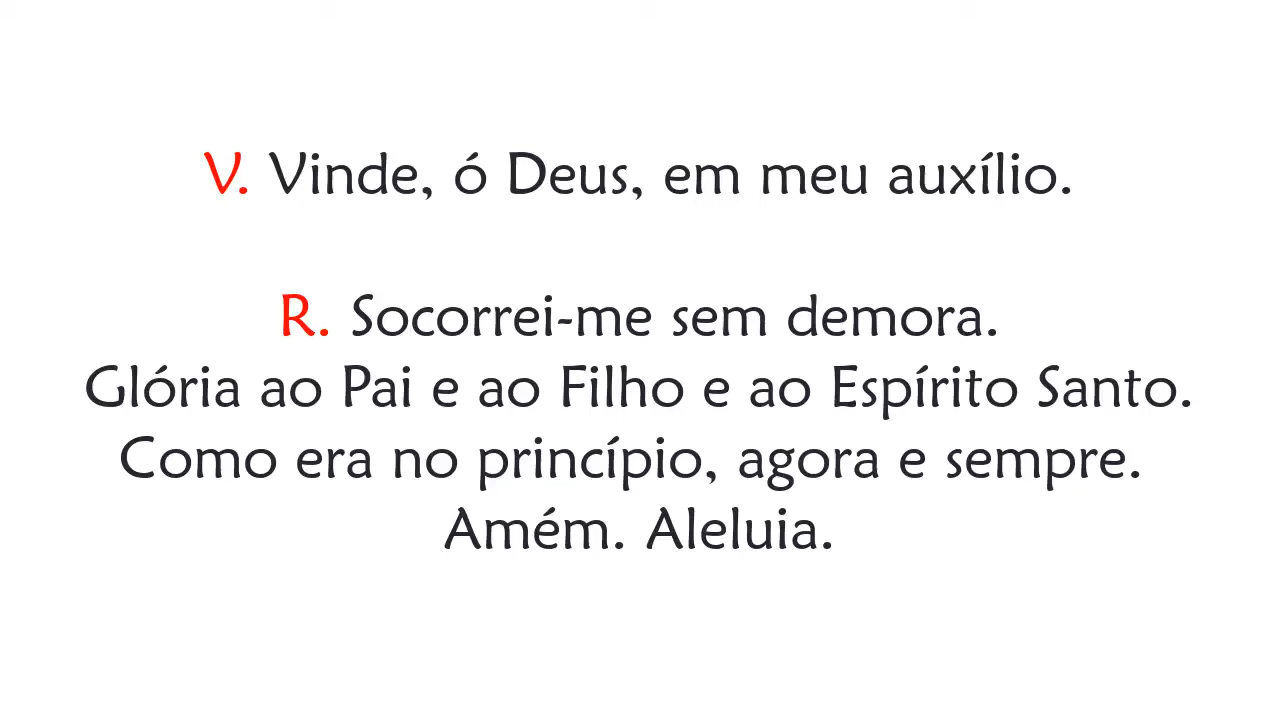 V. Vinde, ó Deus, em meu auxílio.
R. Socorrei-me sem demora.
Glória ao Pai e ao Filho e ao Espírito Santo.
Como era no princípio, agora e sempre.
Amém. Aleluia.